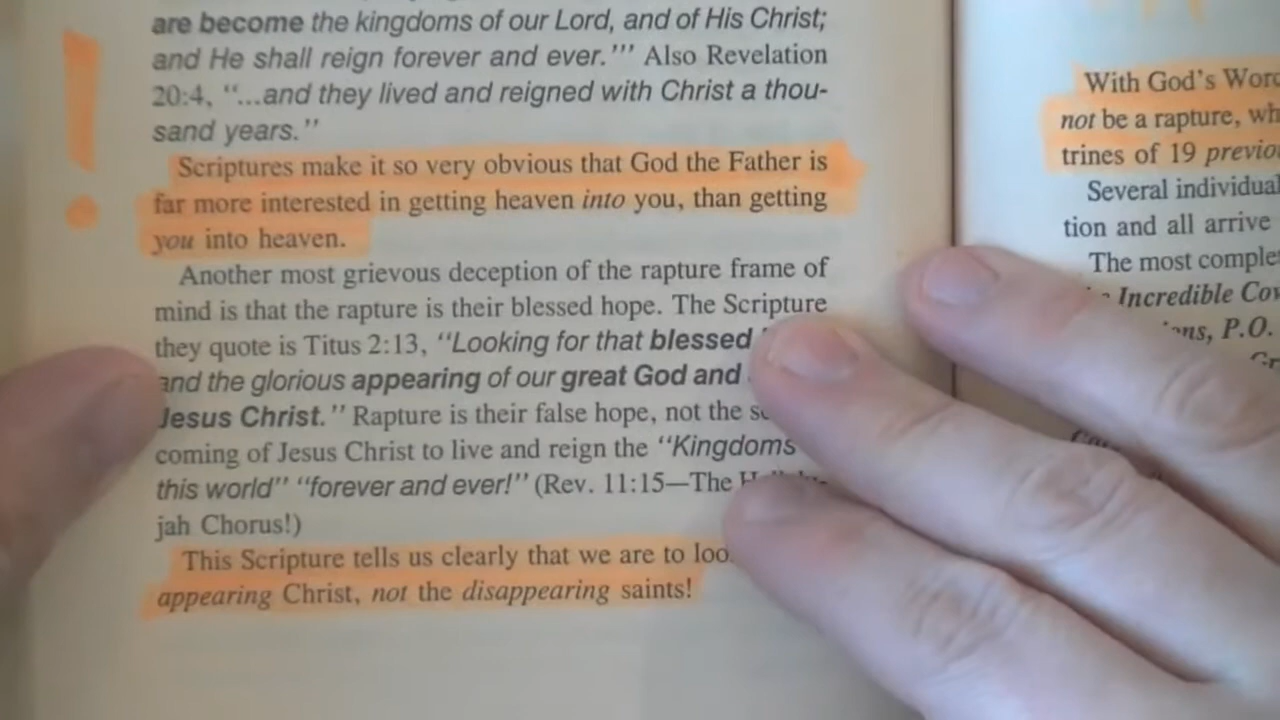 are become the kingdoms of our Lord, and of His Christ;
and He shall reign forever and ever.''' Also Revelation
20:4, ''...and they lived and reigned with Christ a thou-
sand years.''
Scriptures make it so very obvious that God the Father is
far more interested in getting heaven into you, than getting
you into heaven.
Another most grievous deception of the rapture frame of
mind is that the rapture is their blessed hope. The Scripture
they quote is Titus 2:13, ''Looking for that blessed
and the glorious appearing of our great God and
Jesus Christ.'' Rapture is their false hope, not the
coming of Jesus Christ to live and reign the ''Kingdoms
this world'' ''forever and ever!'' (Rev. 11:15—The
jah Chorus!)
This Scripture tells us clearly that we are to
appearing Christ, not the disappearing saints!
With God's Word
not be a rapture,
trines of 19
Several
tion and all arrive
The most
Incredible
P.O.